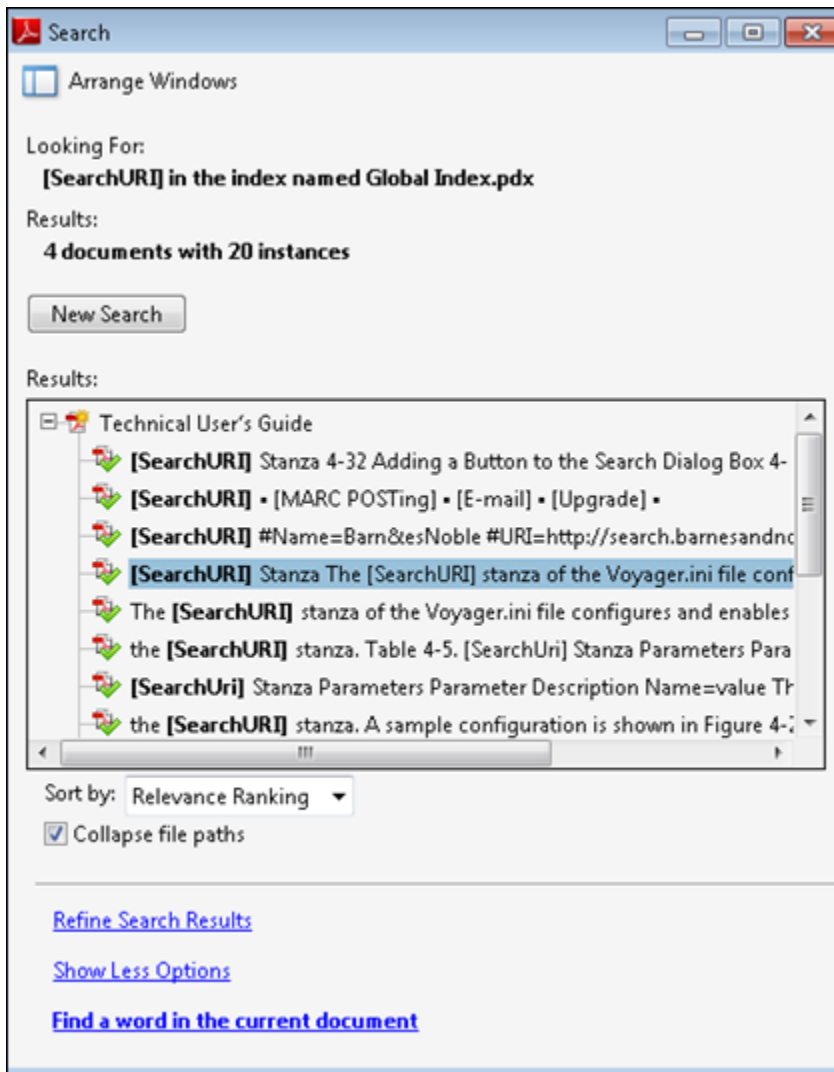 Search
Arrange Windows
Looking For:
[SearchURI] in the index named Global Index.pdx
Results:
4 documents with 20 instances
New Search
Results:
Technical User's Guide
[SearchURI] Stanza 4-32 Adding a Button to the Search Dialog Box 4-
[SearchURI] ▪ [MARC POSTing] ▪ [E-mail] ▪ [Upgrade] ▪
[SearchURI] #Name=Barn&tesNoble #URI=http://search.barnesandno
[SearchURI] Stanza The [SearchURI] stanza of the Voyager.ini file conf
The [SearchURI] stanza of the Voyager.ini file configures and enables
the [SearchURI] stanza. Table 4-5. [SearchUri] Stanza Parameters Para
[SearchUri] Stanza Parameters Parameter Description Name=value Th
the [SearchURI] stanza. A sample configuration is shown in Figure 4-2
Sort by: Relevance Ranking
Collapse file paths
Refine Search Results
Show Less Options
Find a word in the current document